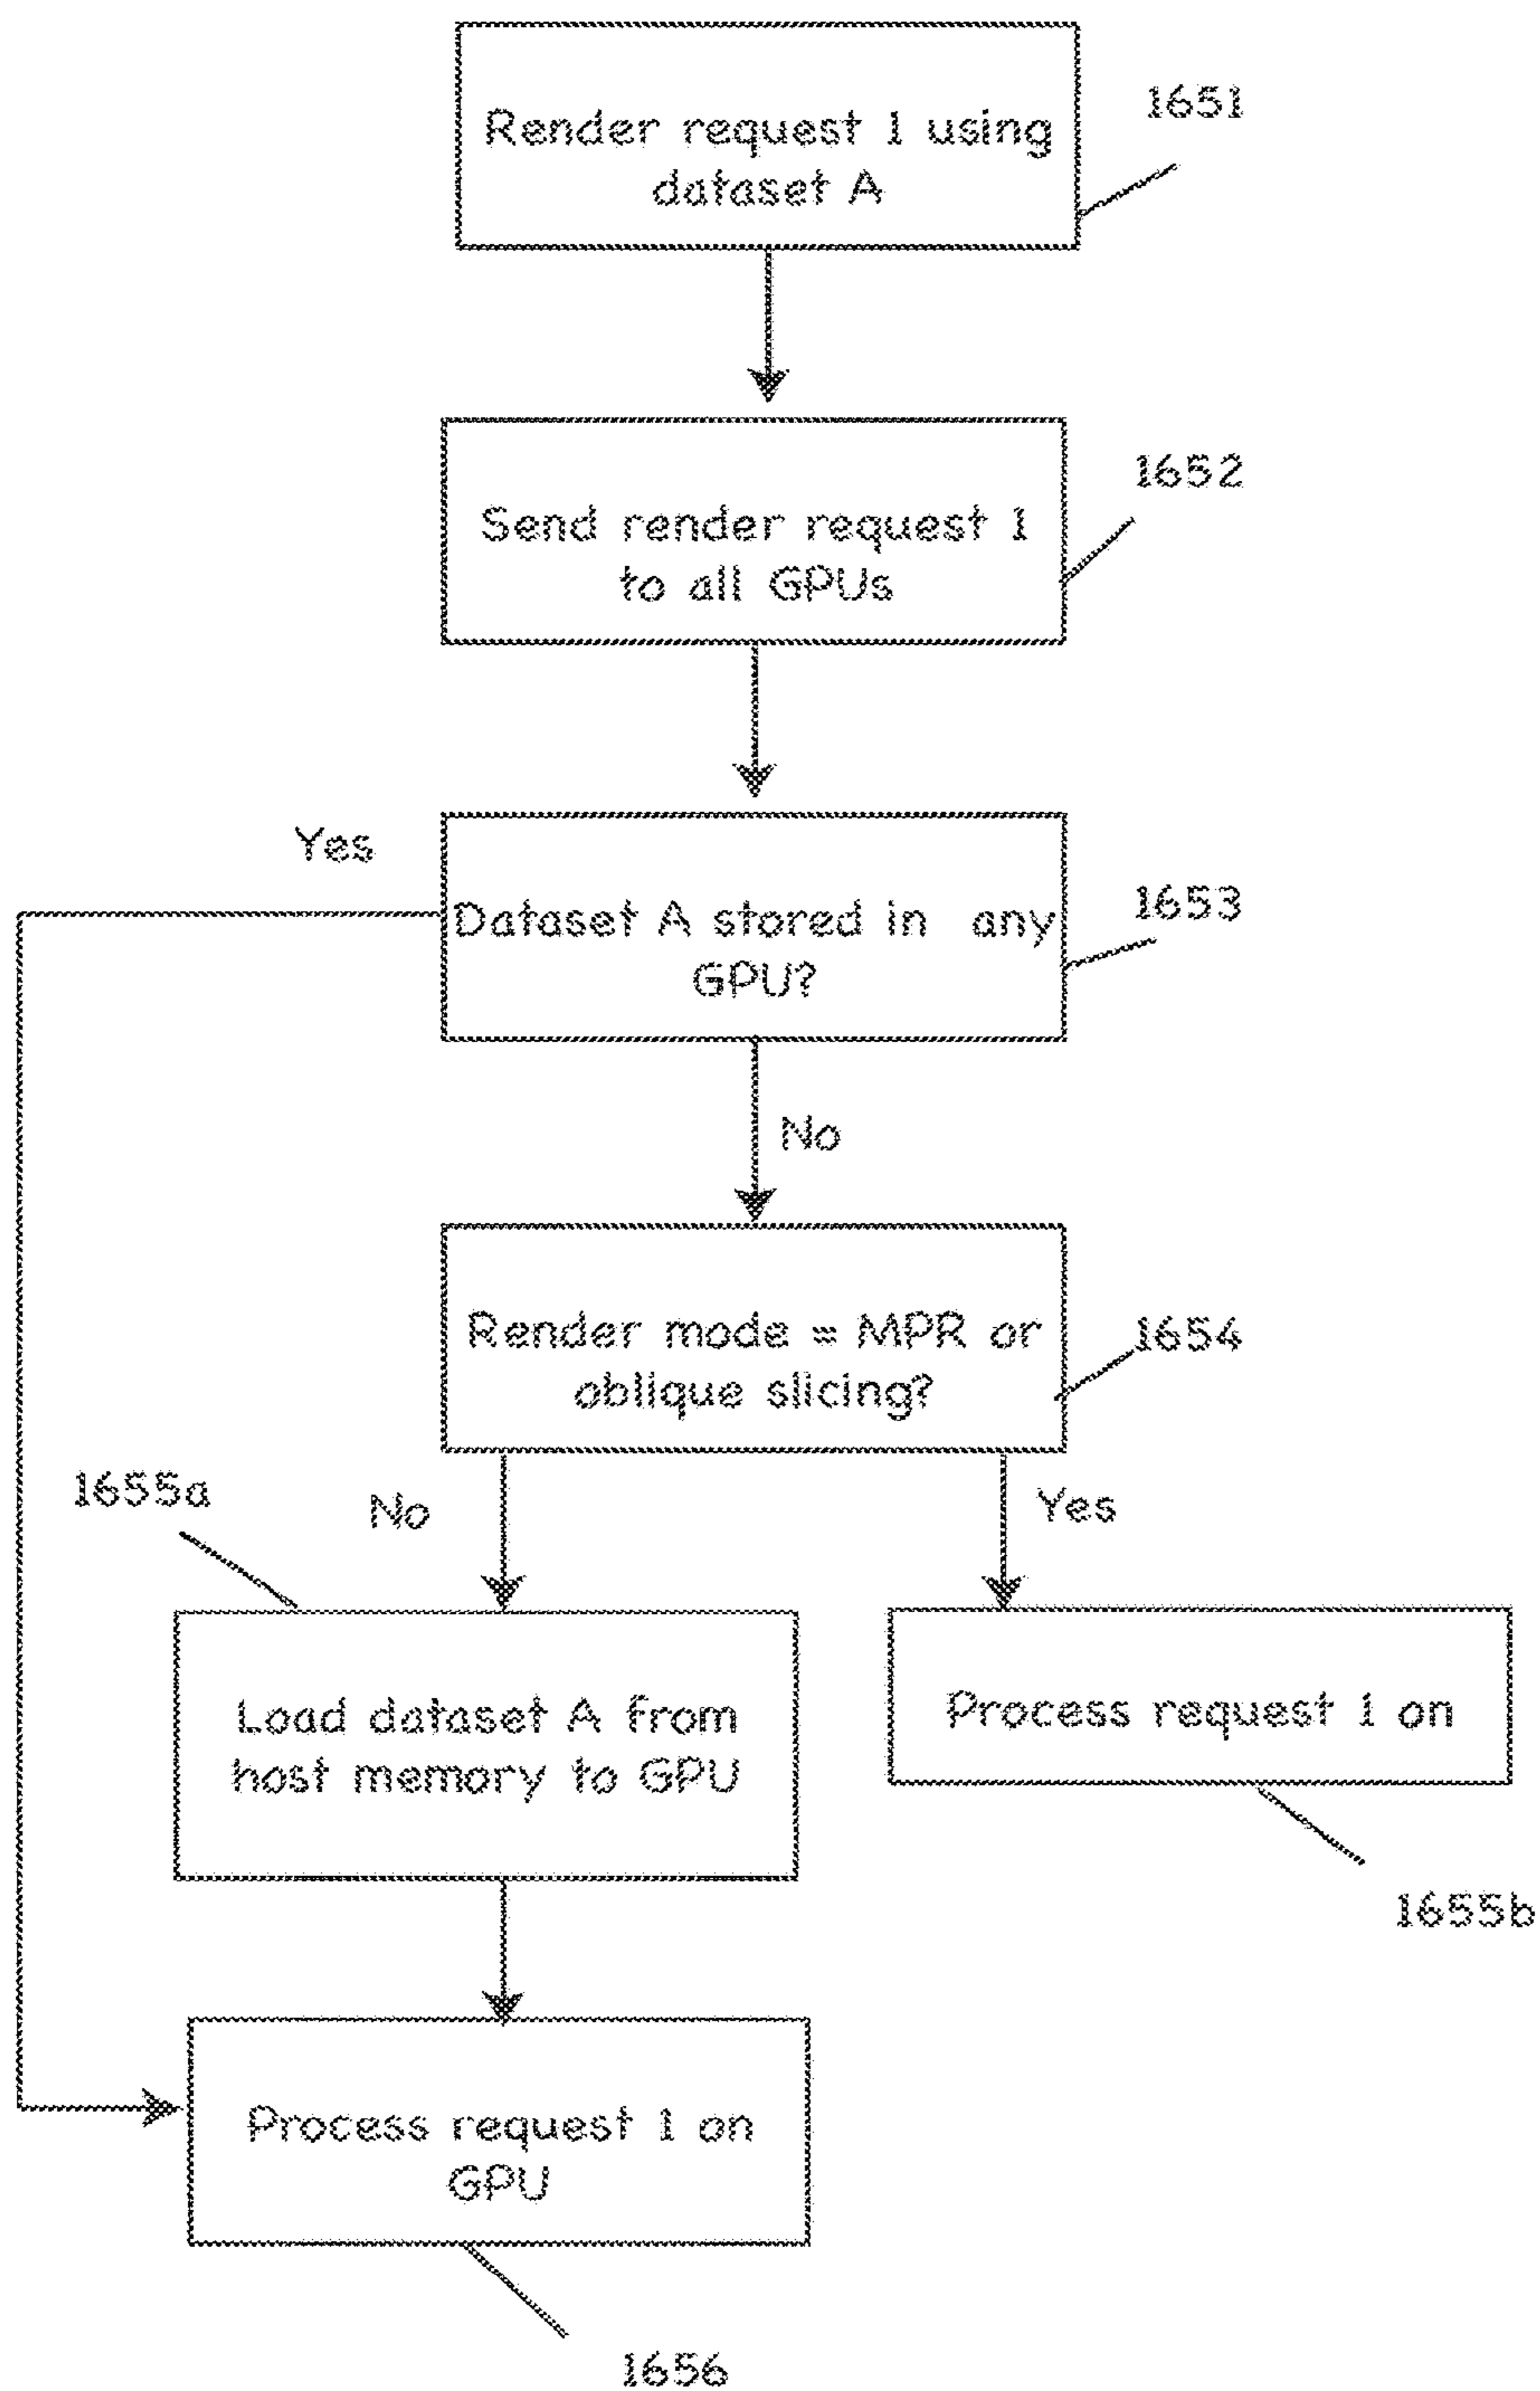 Render request 1 using
dataset A
1651
Send render request 1
to all GPUs
1652
Yes
Dataset A stored in any
GPU?
1653
No
Render mode = MPR or
oblique slicing?
1654
1655a
No
Yes
Load dataset A from
host memory to GPU
Process request 1 on
1655b
Process request 1 on
GPU
1656